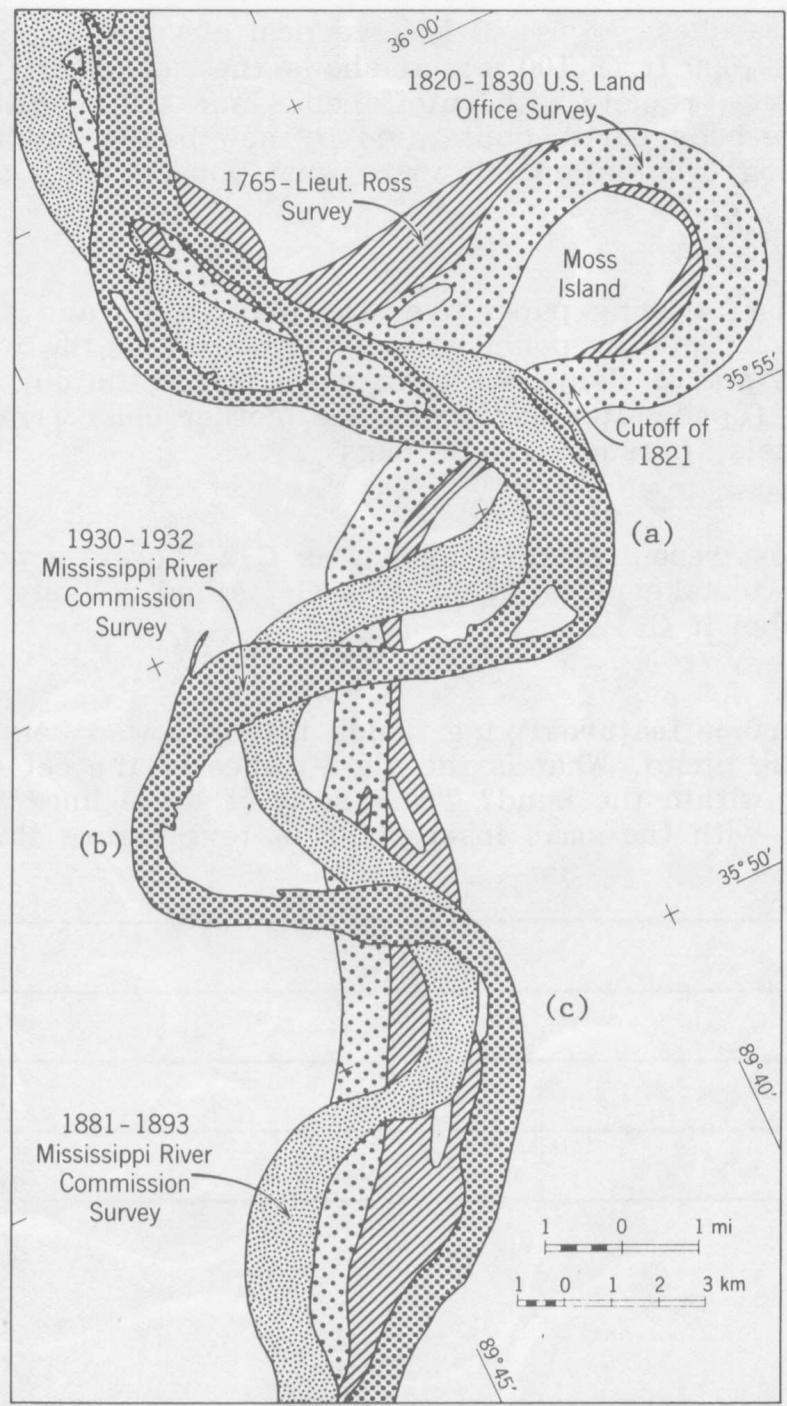 36°00′
1820-1830 U.S. Land
Office Survey
1765-Lieut. Ross
Survey
Moss
Island
35°55′
Cutoff of
1821
(a)
1930-1932
Mississippi River
Commission
Survey
(b)
35°50′
(c)
89°40′
1881-1893
Mississippi River
Commission
Survey
1 0 1 mi
1 0 1 2 3 km
89°45′